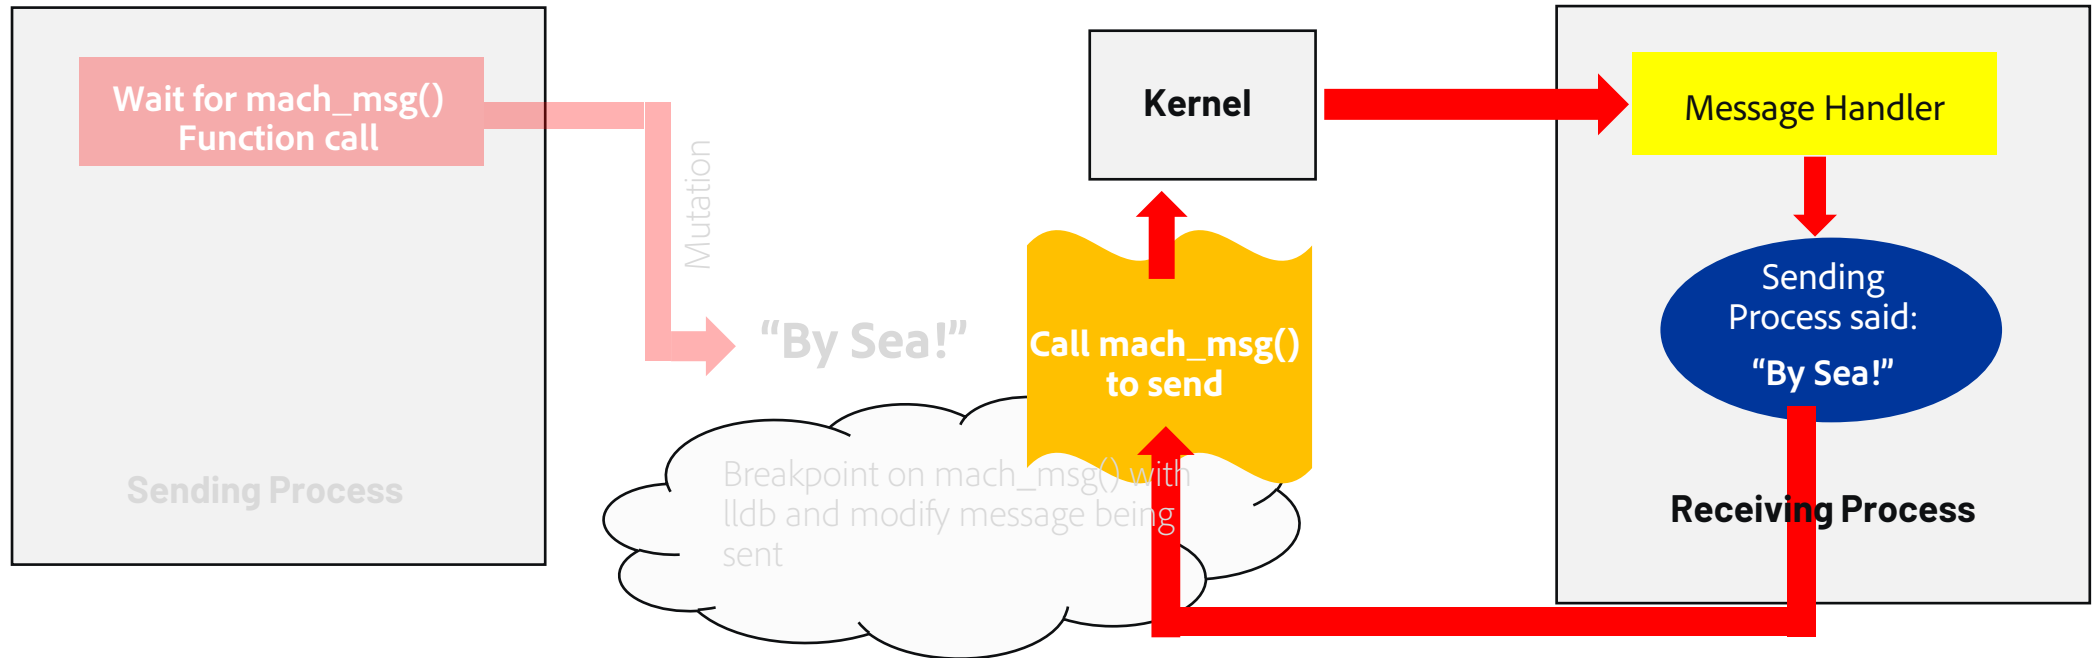 Wait for mach_msg()
Function call
Sending Process
Mutation
“By Sea!”
Breakpoint on mach_msg() with
lldb and modify message being
sent
Call mach_msg()
to send
Kernel
Message Handler
Sending
Process said:
“By Sea!”
Receiving Process